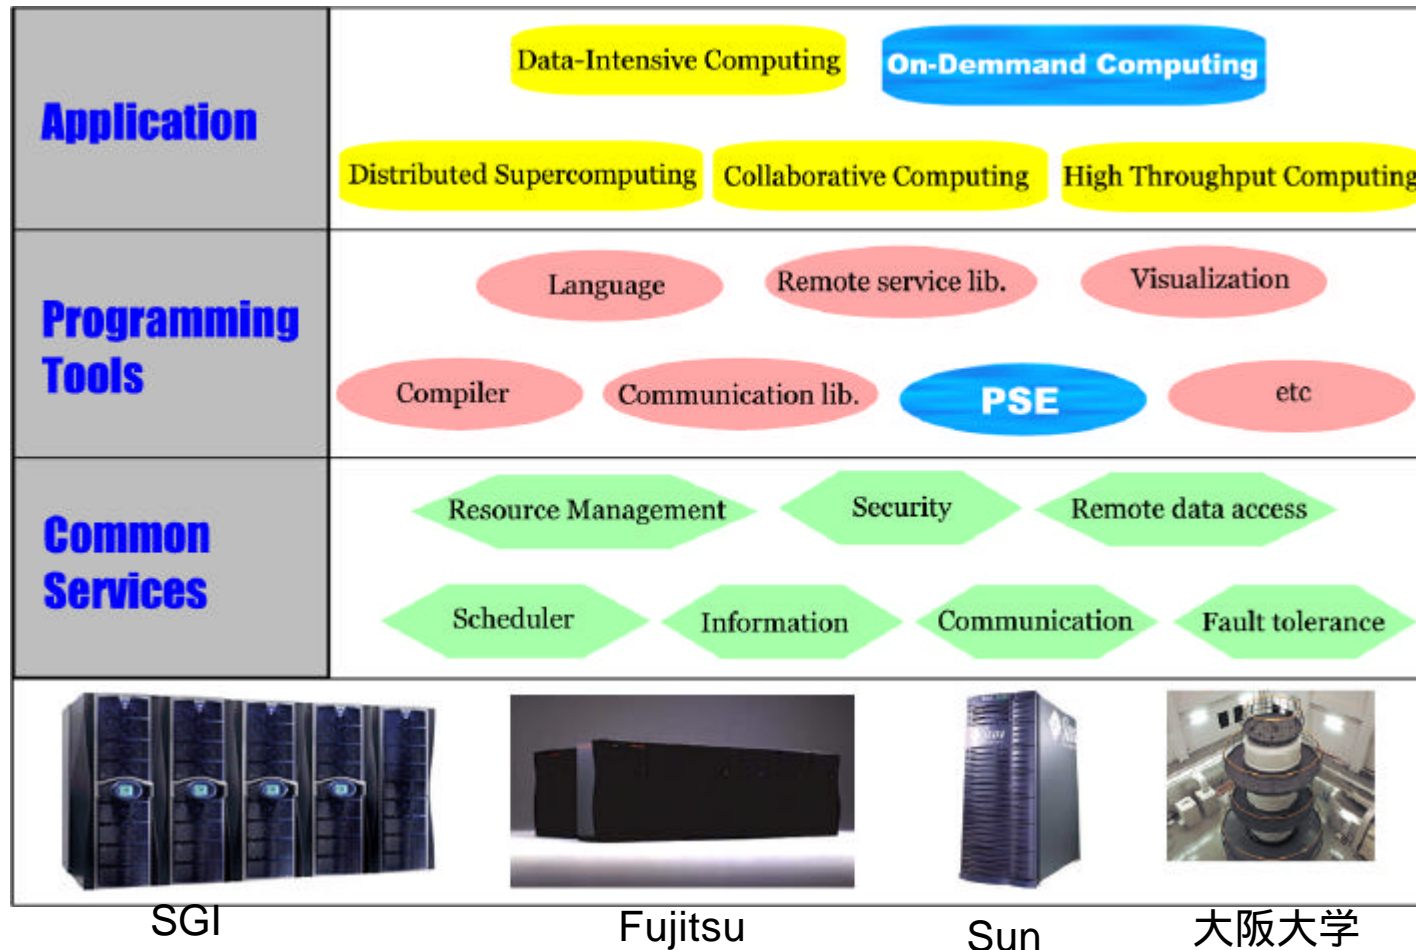 Application
Data-Intensive Computing
On-Demmand Computing
Distributed Supercomputing
Collaborative Computing
High Throughput Computing
Programming
Tools
Language
Remote service lib.
Visualization
Compiler
Communication lib.
PSE
etc
Common
Services
Resource Management
Security
Remote data access
Scheduler
Information
Communication
Fault tolerance
SGI
Fujitsu
Sun
大阪大学